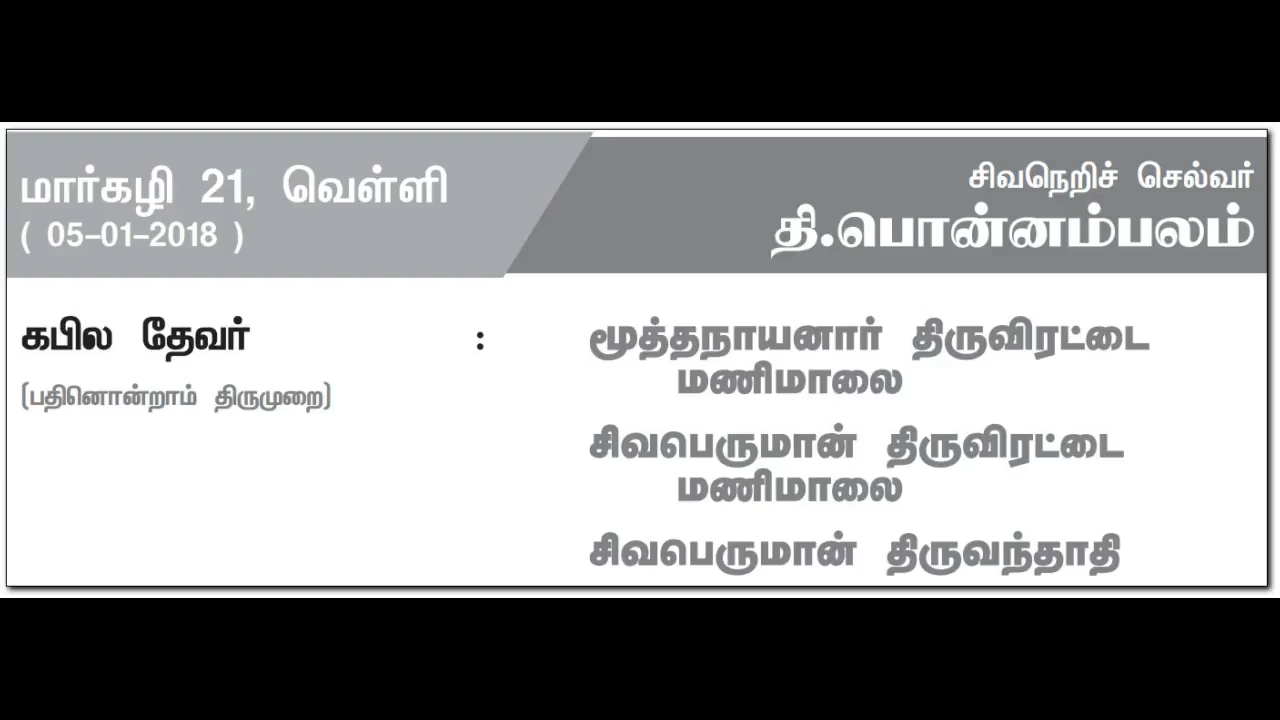 மார்கழி 21, வெள்ளி
( 05-01-2018 )
சிவநெறிச் செல்வர்
தி.பொன்னம்பலம்
கபில தேவர் : மூத்தநாயனார் திருவிரட்டை
மணிமாலை
(பதினொன்றாம் திருமுறை)
சிவபெருமான் திருவிரட்டை
மணிமாலை
சிவபெருமான் திருவந்தாதி